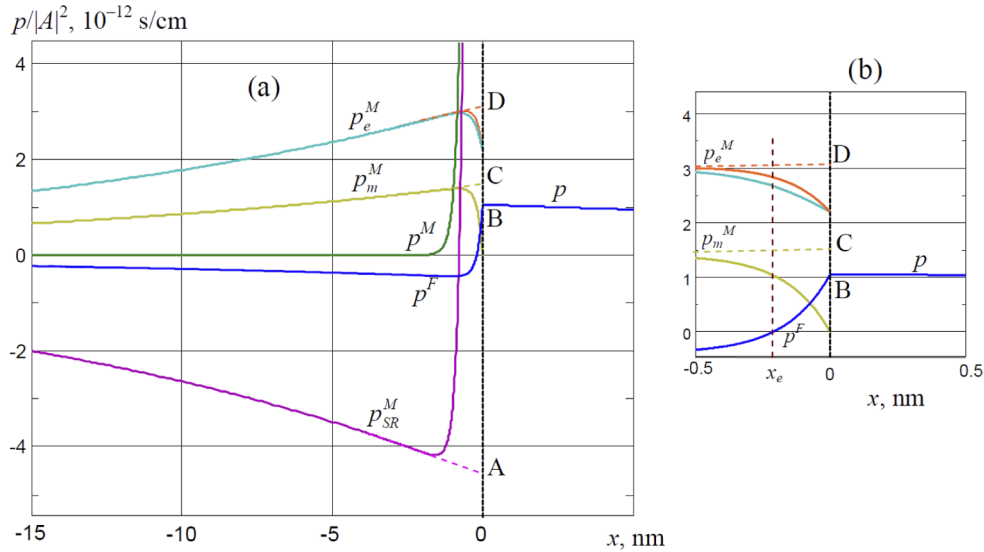 p/|A|², 10⁻¹² s/cm
(a)
4
2
0
-2
-4
-15
-10
-5
0
x, nm
p_e^M
p_m^M
p^M
p^F
p_SR^M
D
C
B
A
p
(b)
4
3
2
1
0
-0.5
x_e
0
0.5
x, nm
p_e^M
p_m^M
p^F
D
C
B
p